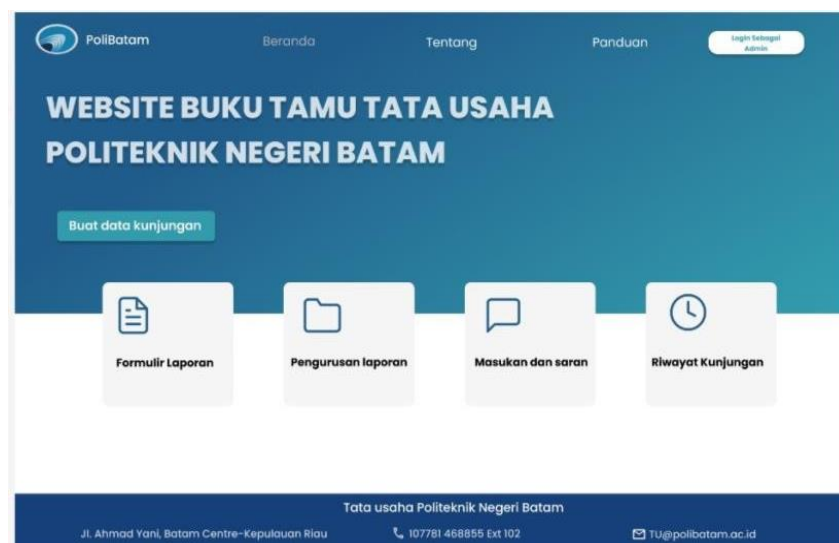 PoliBatam
Beranda
Tentang
Panduan
Login Sebagai
Admin
WEBSITE BUKU TAMU TATA USAHA
POLITEKNIK NEGERI BATAM
Buat data kunjungan
Formulir Laporan
Pengurusan laporan
Masukan dan saran
Riwayat Kunjungan
Tata usaha Politeknik Negeri Batam
Jl. Ahmad Yani, Batam Centre-Kepulauan Riau
107781 468855 Ext 102
TU@polibatam.ac.id